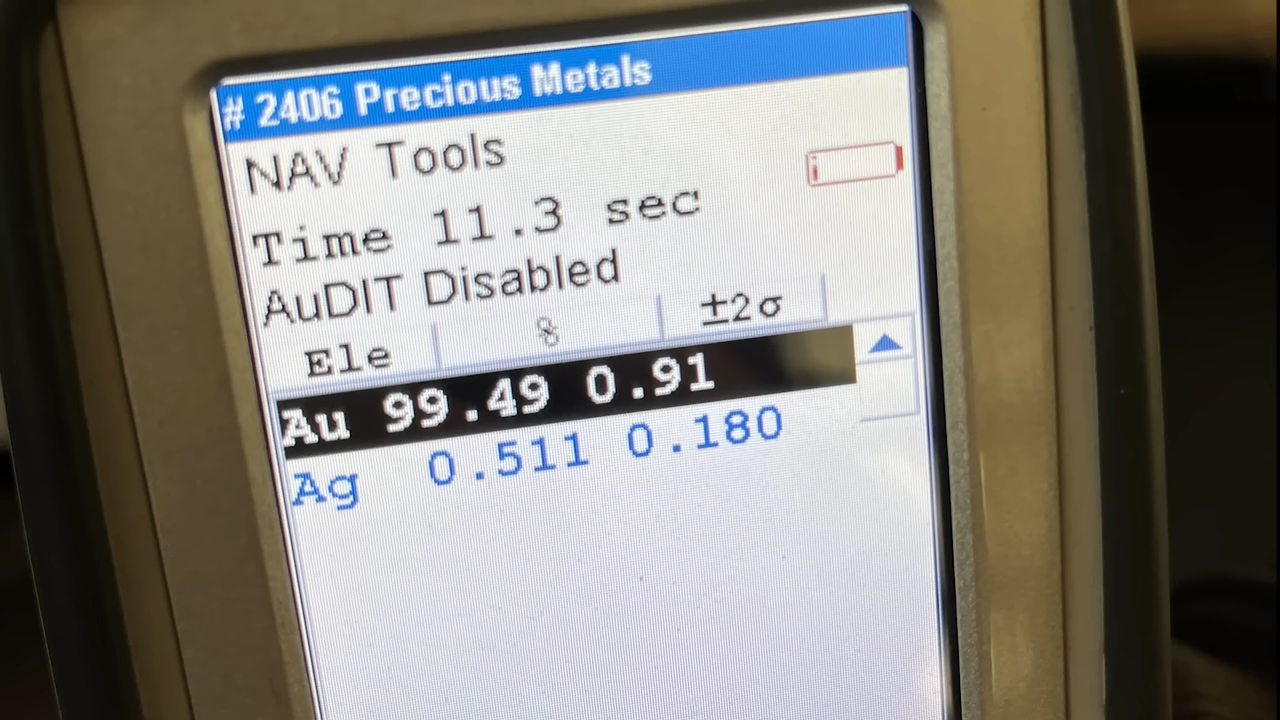 # 2406 Precious Metals
NAV Tools
Time 11.3 sec
AuDIT Disabled
Ele % ±2σ
Au 99.49 0.91
Ag 0.511 0.180